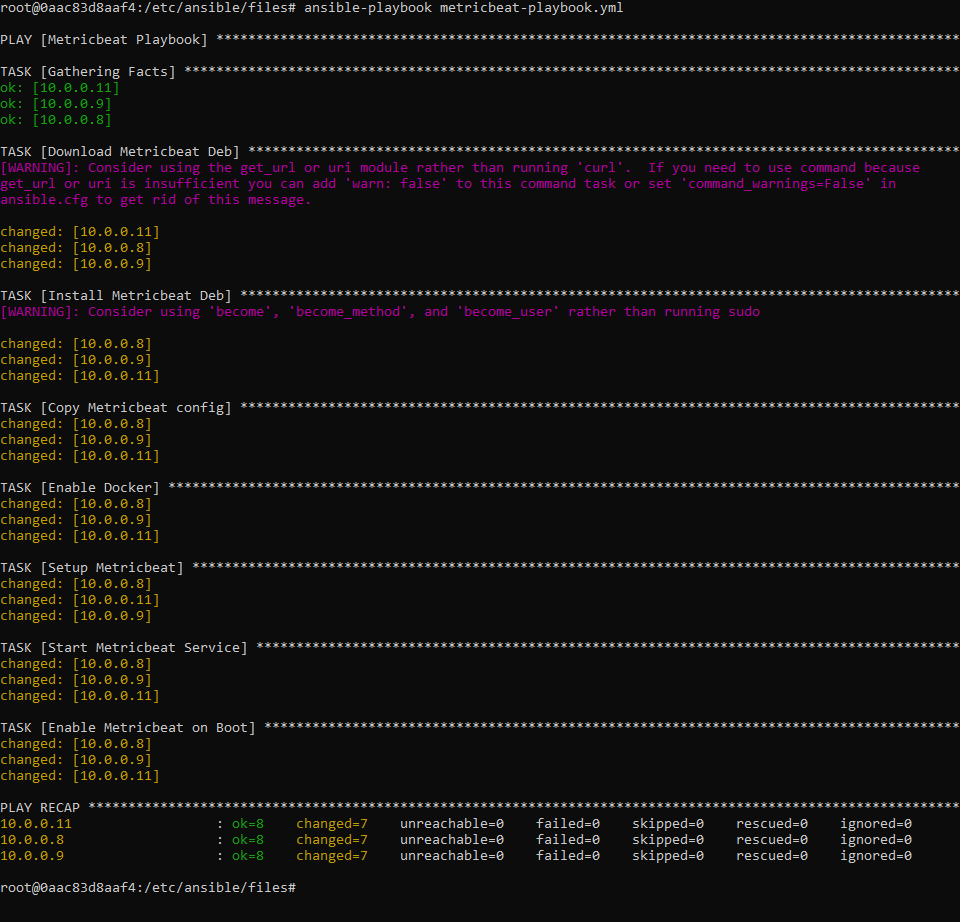 root@0aac83d8aaf4:/etc/ansible/files# ansible-playbook metricbeat-playbook.yml
PLAY [Metricbeat Playbook] *********************************************************************************************
TASK [Gathering Facts] *************************************************************************************************
ok: [10.0.0.11]
ok: [10.0.0.9]
ok: [10.0.0.8]
TASK [Download Metricbeat Deb] *****************************************************************************************
[WARNING]: Consider using the get_url or uri module rather than running 'curl'.  If you need to use command because
get_url or uri is insufficient you can add 'warn: false' to this command task or set 'command_warnings=False' in
ansible.cfg to get rid of this message.
changed: [10.0.0.11]
changed: [10.0.0.8]
changed: [10.0.0.9]
TASK [Install Metricbeat Deb] ******************************************************************************************
[WARNING]: Consider using 'become', 'become_method', and 'become_user' rather than running sudo
changed: [10.0.0.8]
changed: [10.0.0.9]
changed: [10.0.0.11]
TASK [Copy Metricbeat config] ******************************************************************************************
changed: [10.0.0.8]
changed: [10.0.0.9]
changed: [10.0.0.11]
TASK [Enable Docker] ***************************************************************************************************
changed: [10.0.0.8]
changed: [10.0.0.9]
changed: [10.0.0.11]
TASK [Setup Metricbeat] ************************************************************************************************
changed: [10.0.0.8]
changed: [10.0.0.11]
changed: [10.0.0.9]
TASK [Start Metricbeat Service] ****************************************************************************************
changed: [10.0.0.8]
changed: [10.0.0.9]
changed: [10.0.0.11]
TASK [Enable Metricbeat on Boot] ***************************************************************************************
changed: [10.0.0.8]
changed: [10.0.0.9]
changed: [10.0.0.11]
PLAY RECAP *************************************************************************************************************
10.0.0.11                  : ok=8    changed=7    unreachable=0    failed=0    skipped=0    rescued=0    ignored=0
10.0.0.8                   : ok=8    changed=7    unreachable=0    failed=0    skipped=0    rescued=0    ignored=0
10.0.0.9                   : ok=8    changed=7    unreachable=0    failed=0    skipped=0    rescued=0    ignored=0
root@0aac83d8aaf4:/etc/ansible/files#